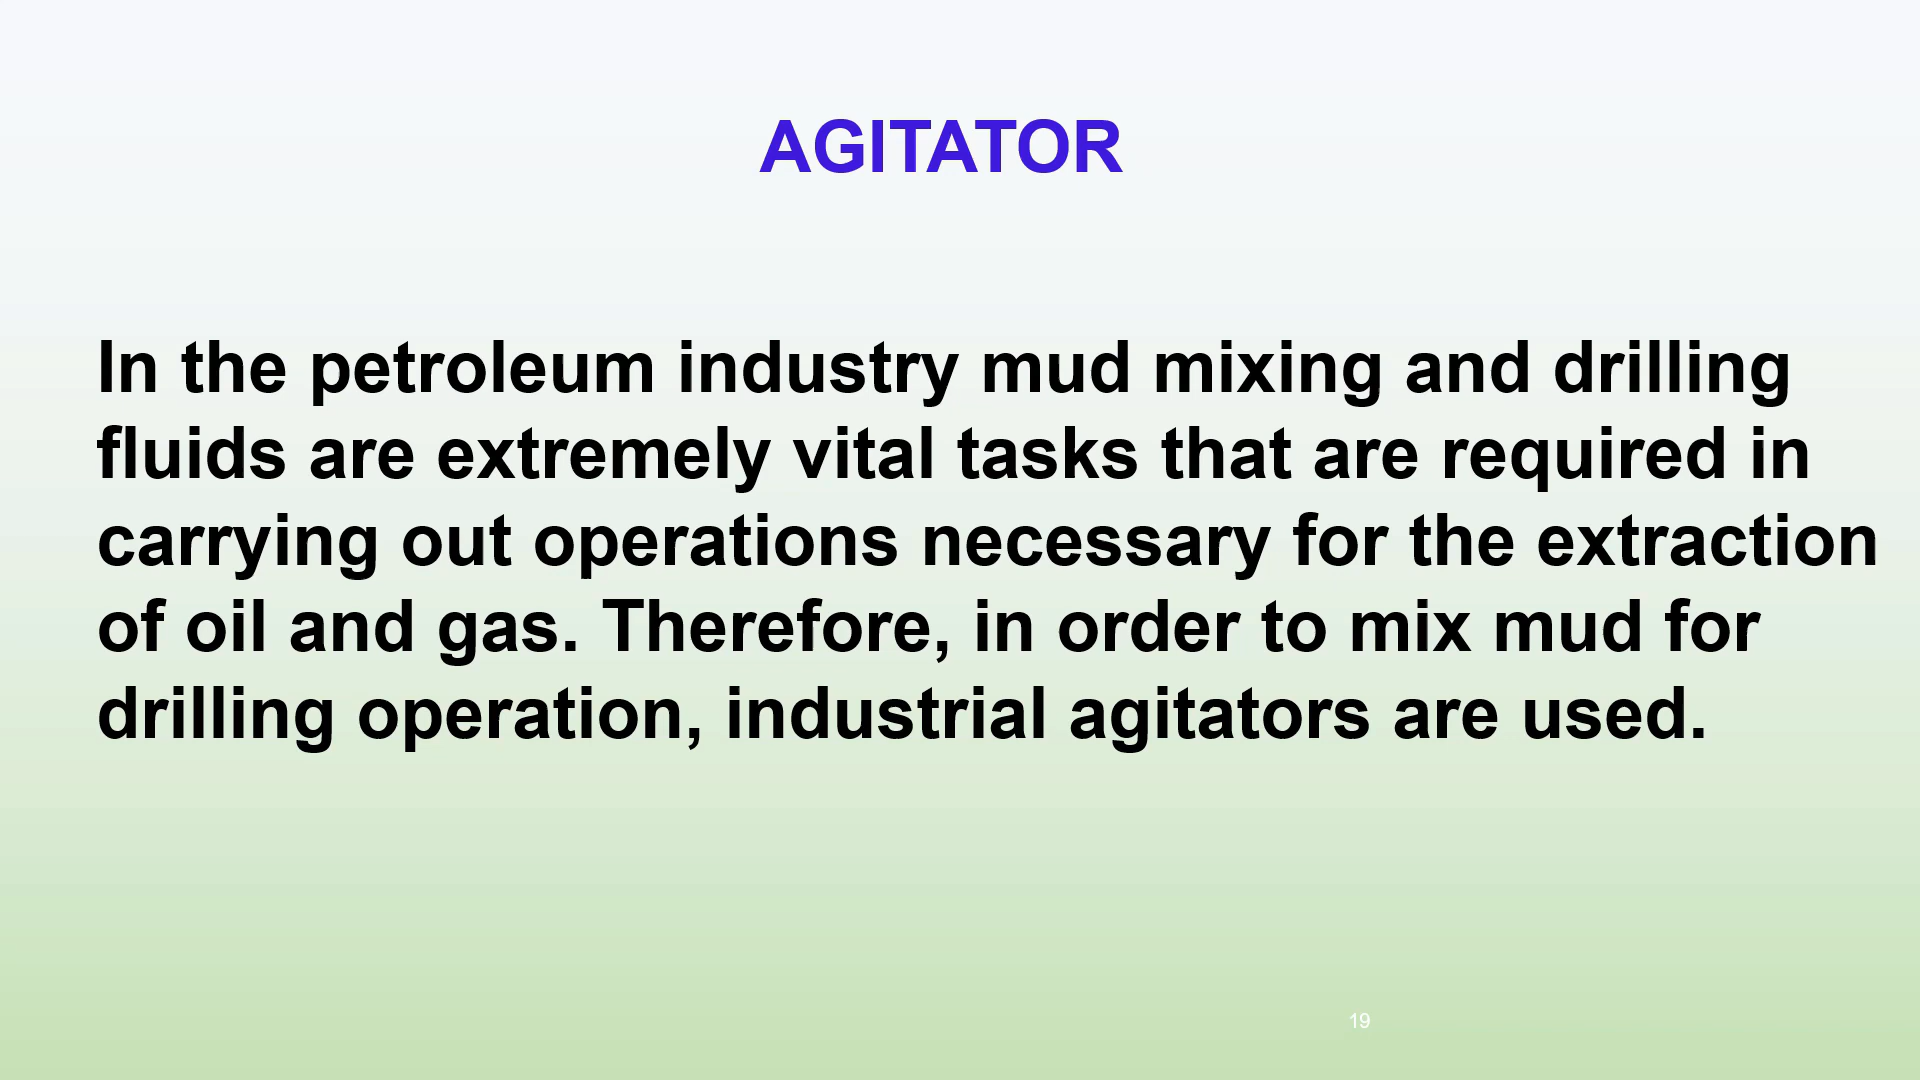 AGITATOR
In the petroleum industry mud mixing and drilling
fluids are extremely vital tasks that are required in
carrying out operations necessary for the extraction
of oil and gas. Therefore, in order to mix mud for
drilling operation, industrial agitators are used.
19